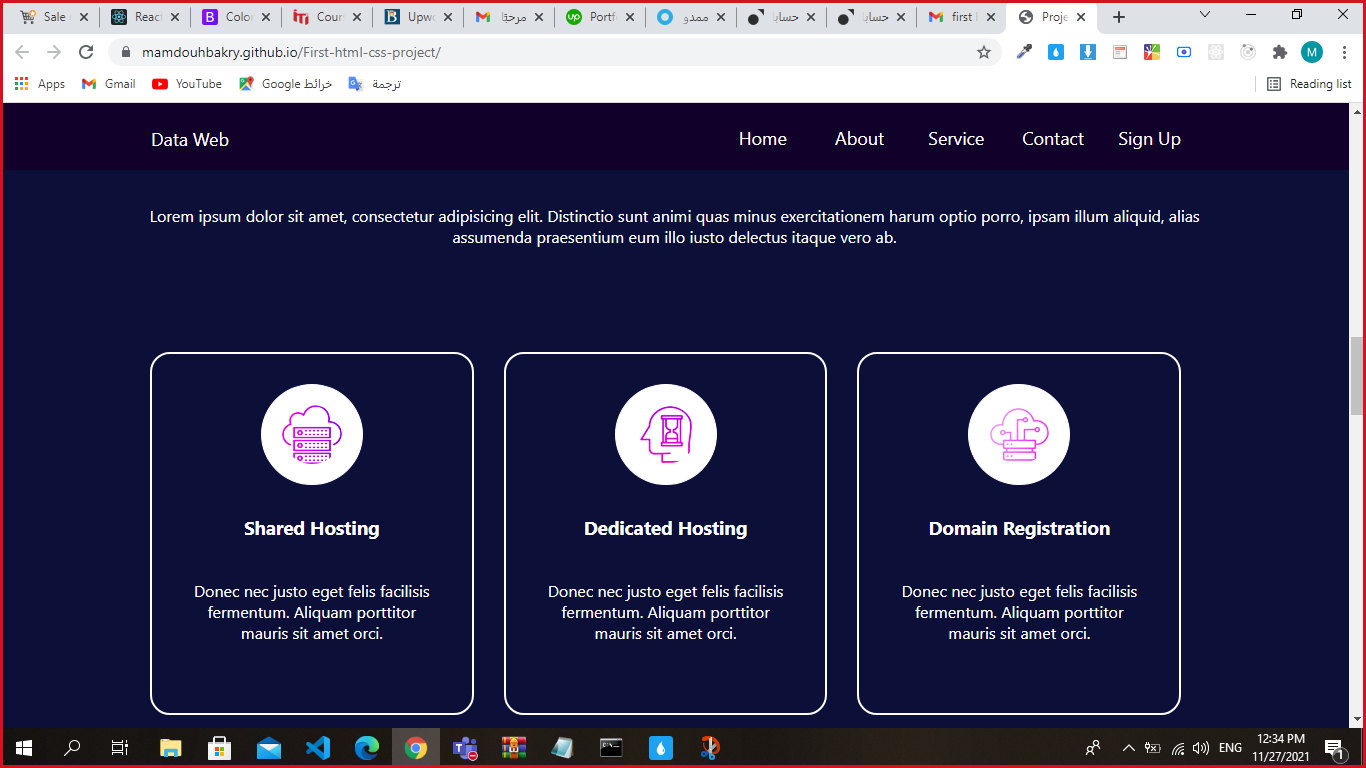 Sale
React
Color
Cour
Upwo
مرحبًا
Portf
ممدو
حسابا
حسابا
first
Proje
mamdouhbakry.github.io/First-html-css-project/
M
Apps
Gmail
YouTube
خرائط Google
ترجمة
Reading list
Data Web
Home
About
Service
Contact
Sign Up
Lorem ipsum dolor sit amet, consectetur adipisicing elit. Distinctio sunt animi quas minus exercitationem harum optio porro, ipsam illum aliquid, alias
assumenda praesentium eum illo iusto delectus itaque vero ab.
Shared Hosting
Donec nec justo eget felis facilisis
fermentum. Aliquam porttitor
mauris sit amet orci.
Dedicated Hosting
Donec nec justo eget felis facilisis
fermentum. Aliquam porttitor
mauris sit amet orci.
Domain Registration
Donec nec justo eget felis facilisis
fermentum. Aliquam porttitor
mauris sit amet orci.
ENG
12:34 PM
11/27/2021
1